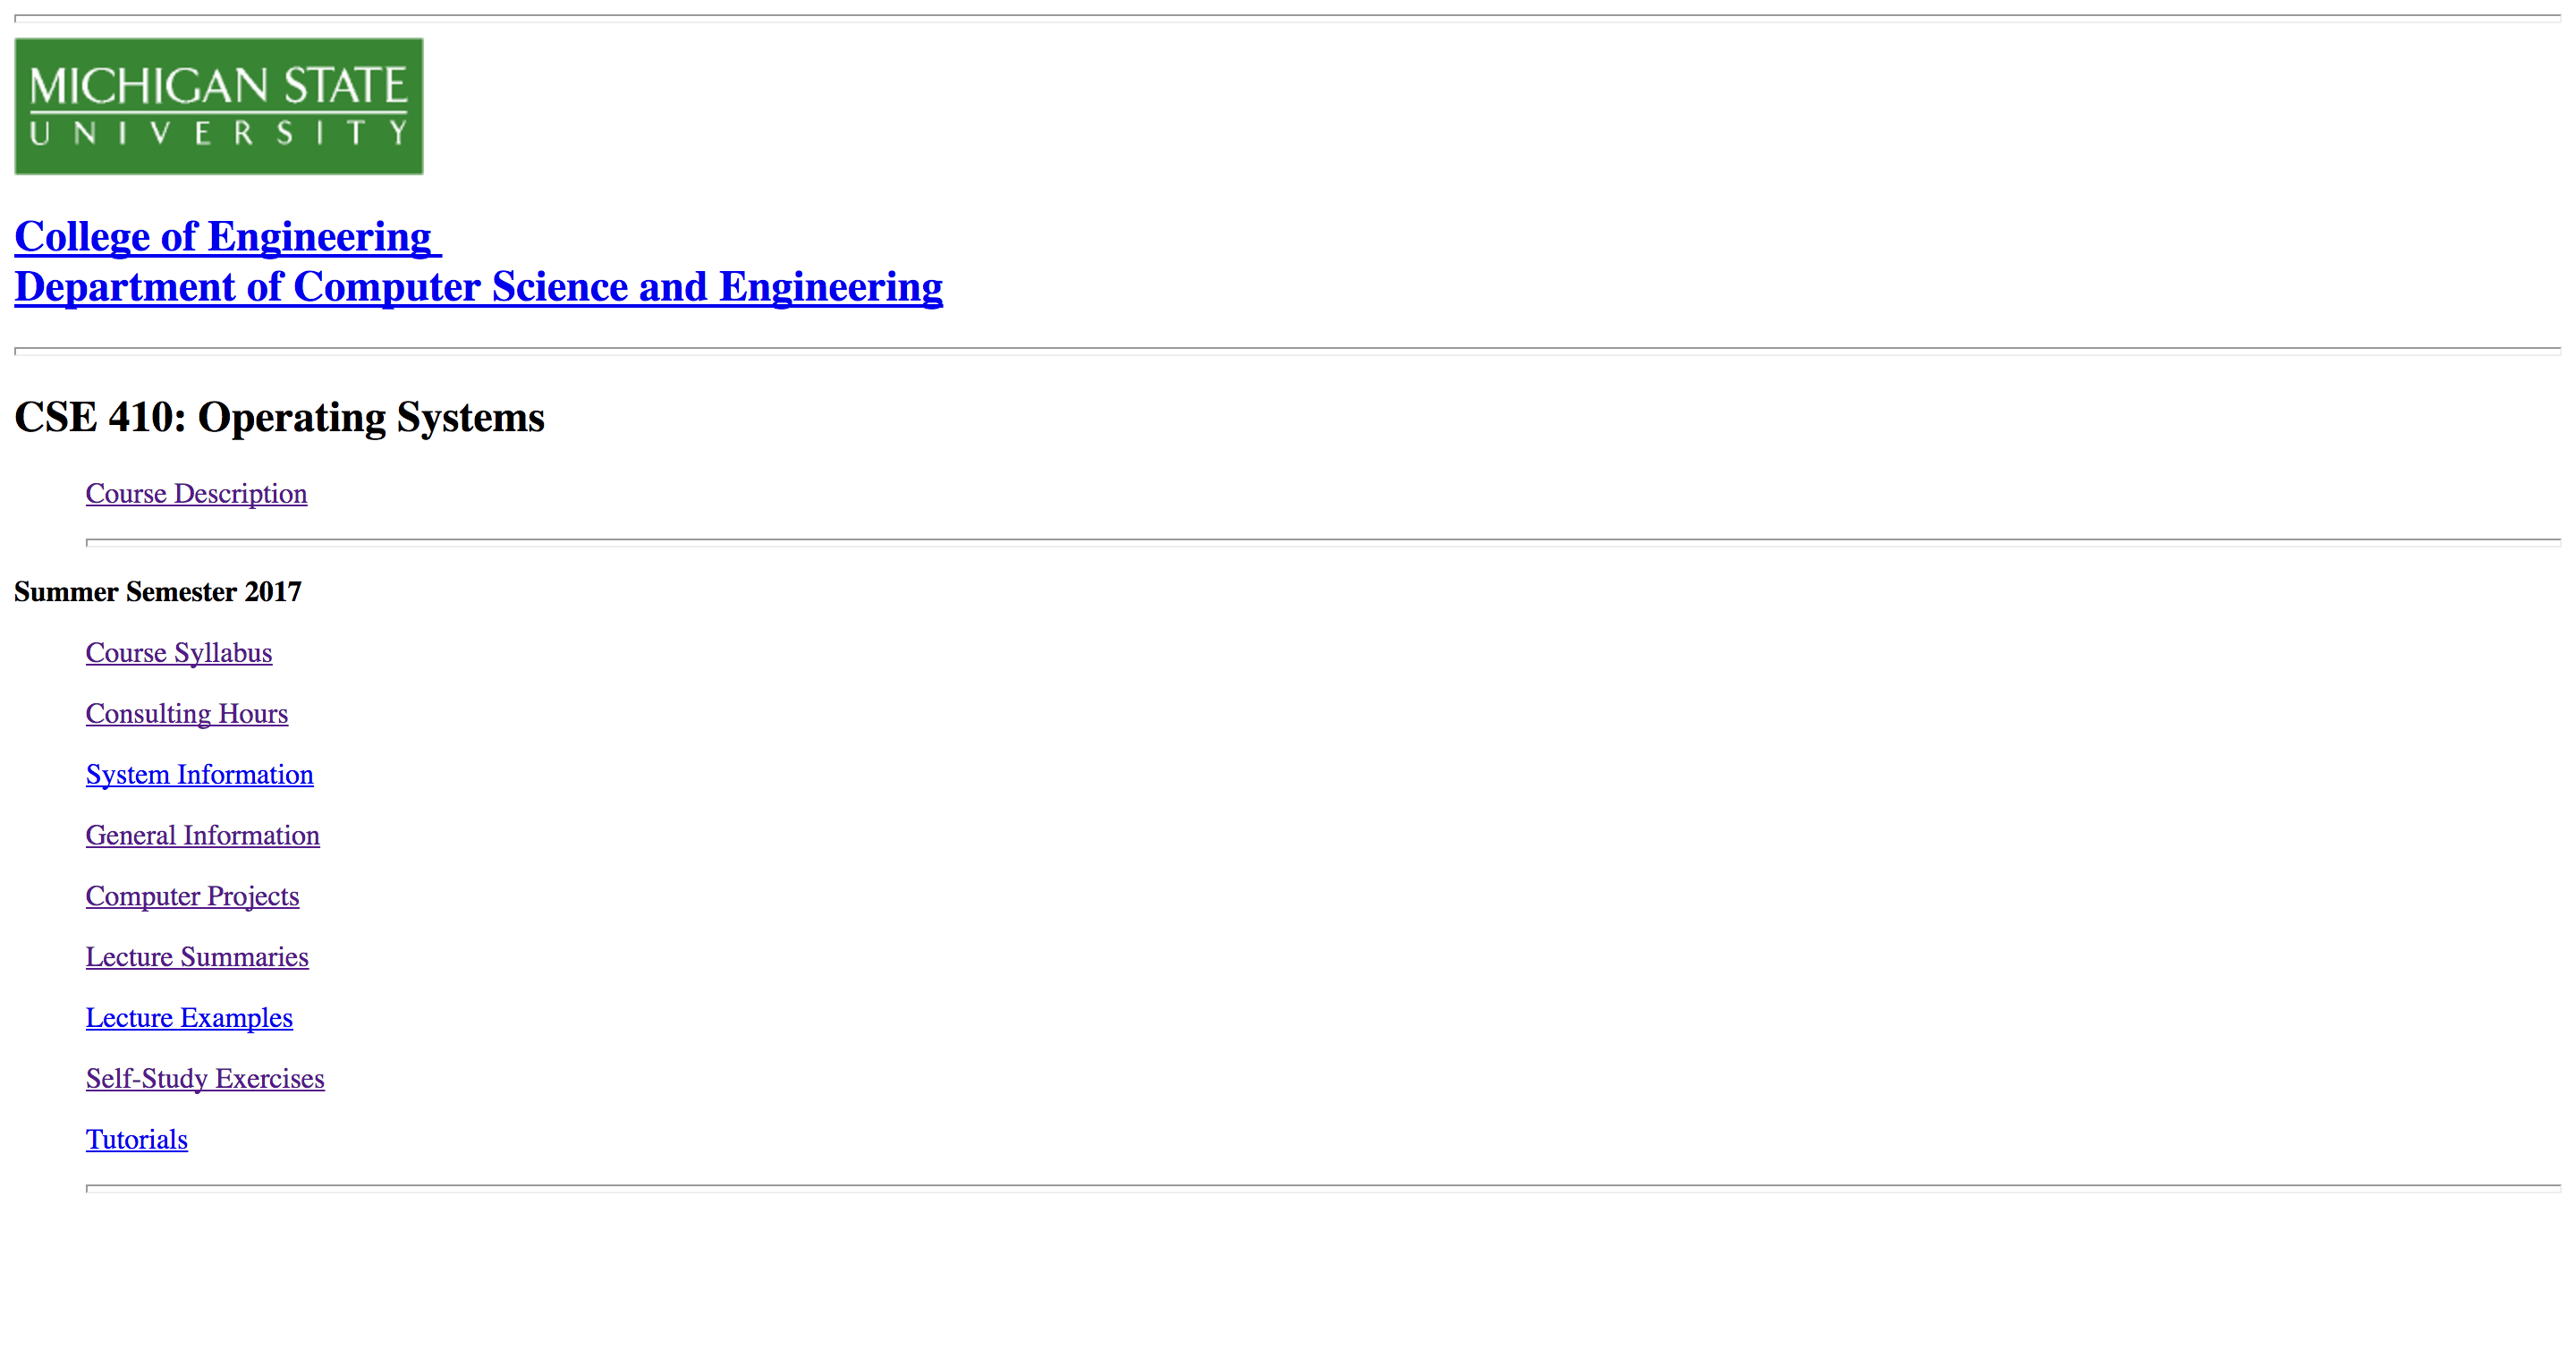 MICHIGAN STATE
UNIVERSITY
College of Engineering
Department of Computer Science and Engineering
CSE 410: Operating Systems
Course Description
Summer Semester 2017
Course Syllabus
Consulting Hours
System Information
General Information
Computer Projects
Lecture Summaries
Lecture Examples
Self-Study Exercises
Tutorials